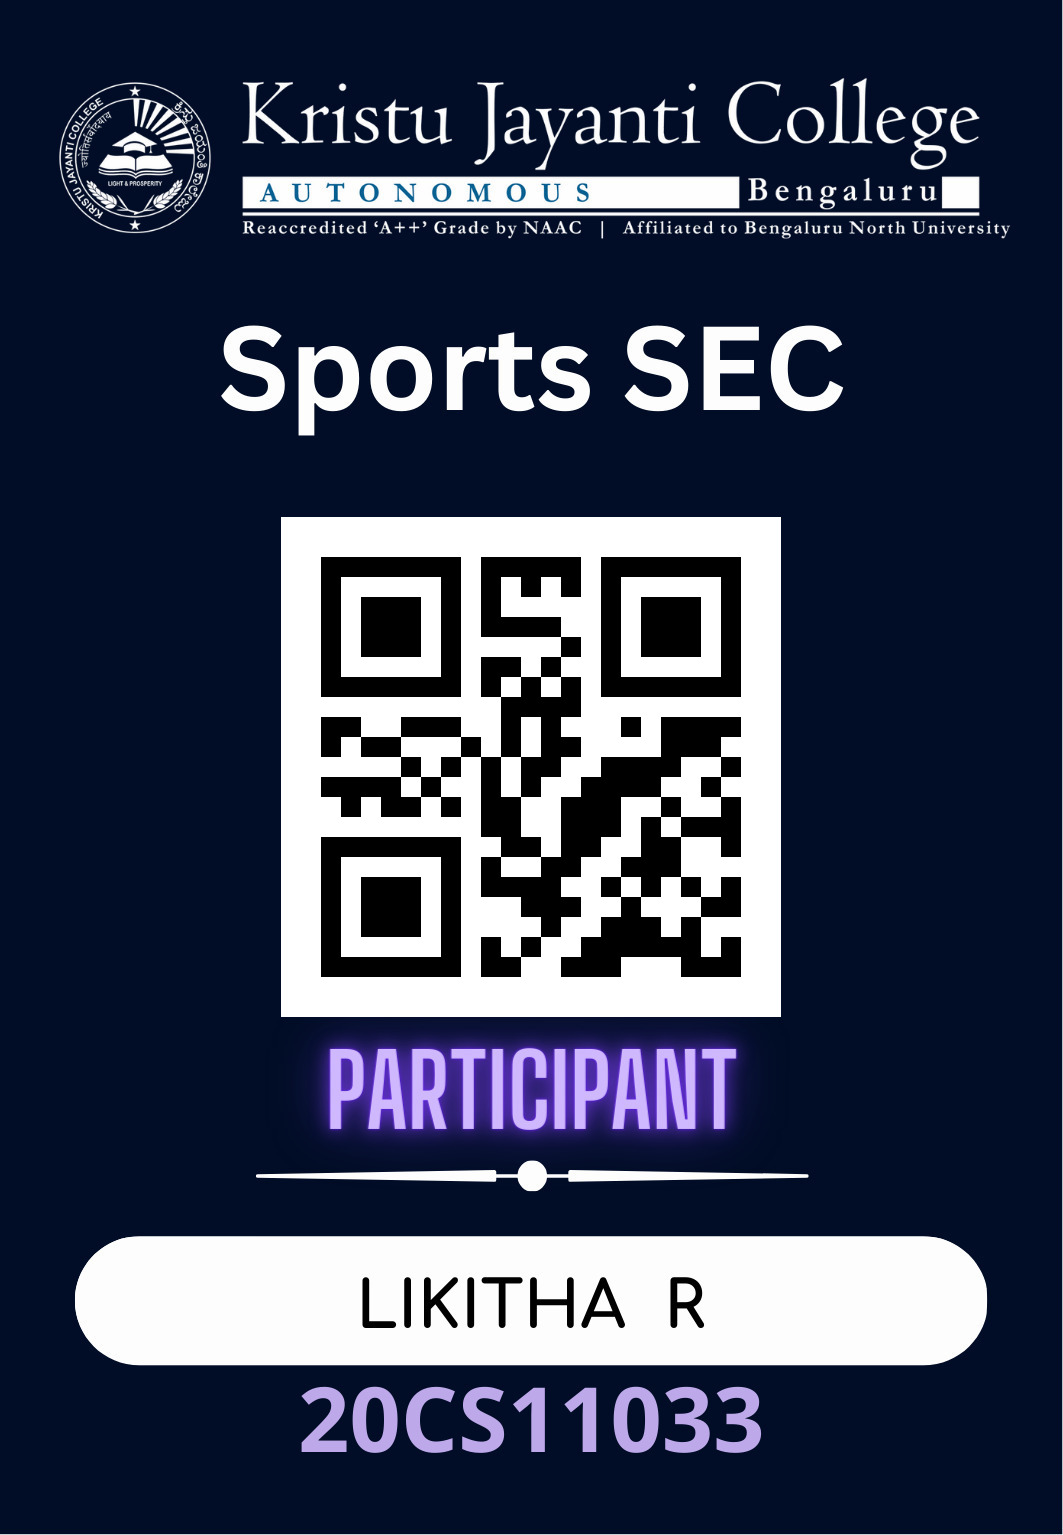 KRISTU JAYANTI COLLEGE
LIGHT & PROSPERITY
Kristu Jayanti College
AUTONOMOUS Bengaluru
Reaccredited ‘A++’ Grade by NAAC | Affiliated to Bengaluru North University
Sports SEC
PARTICIPANT
LIKITHA R
20CS11033